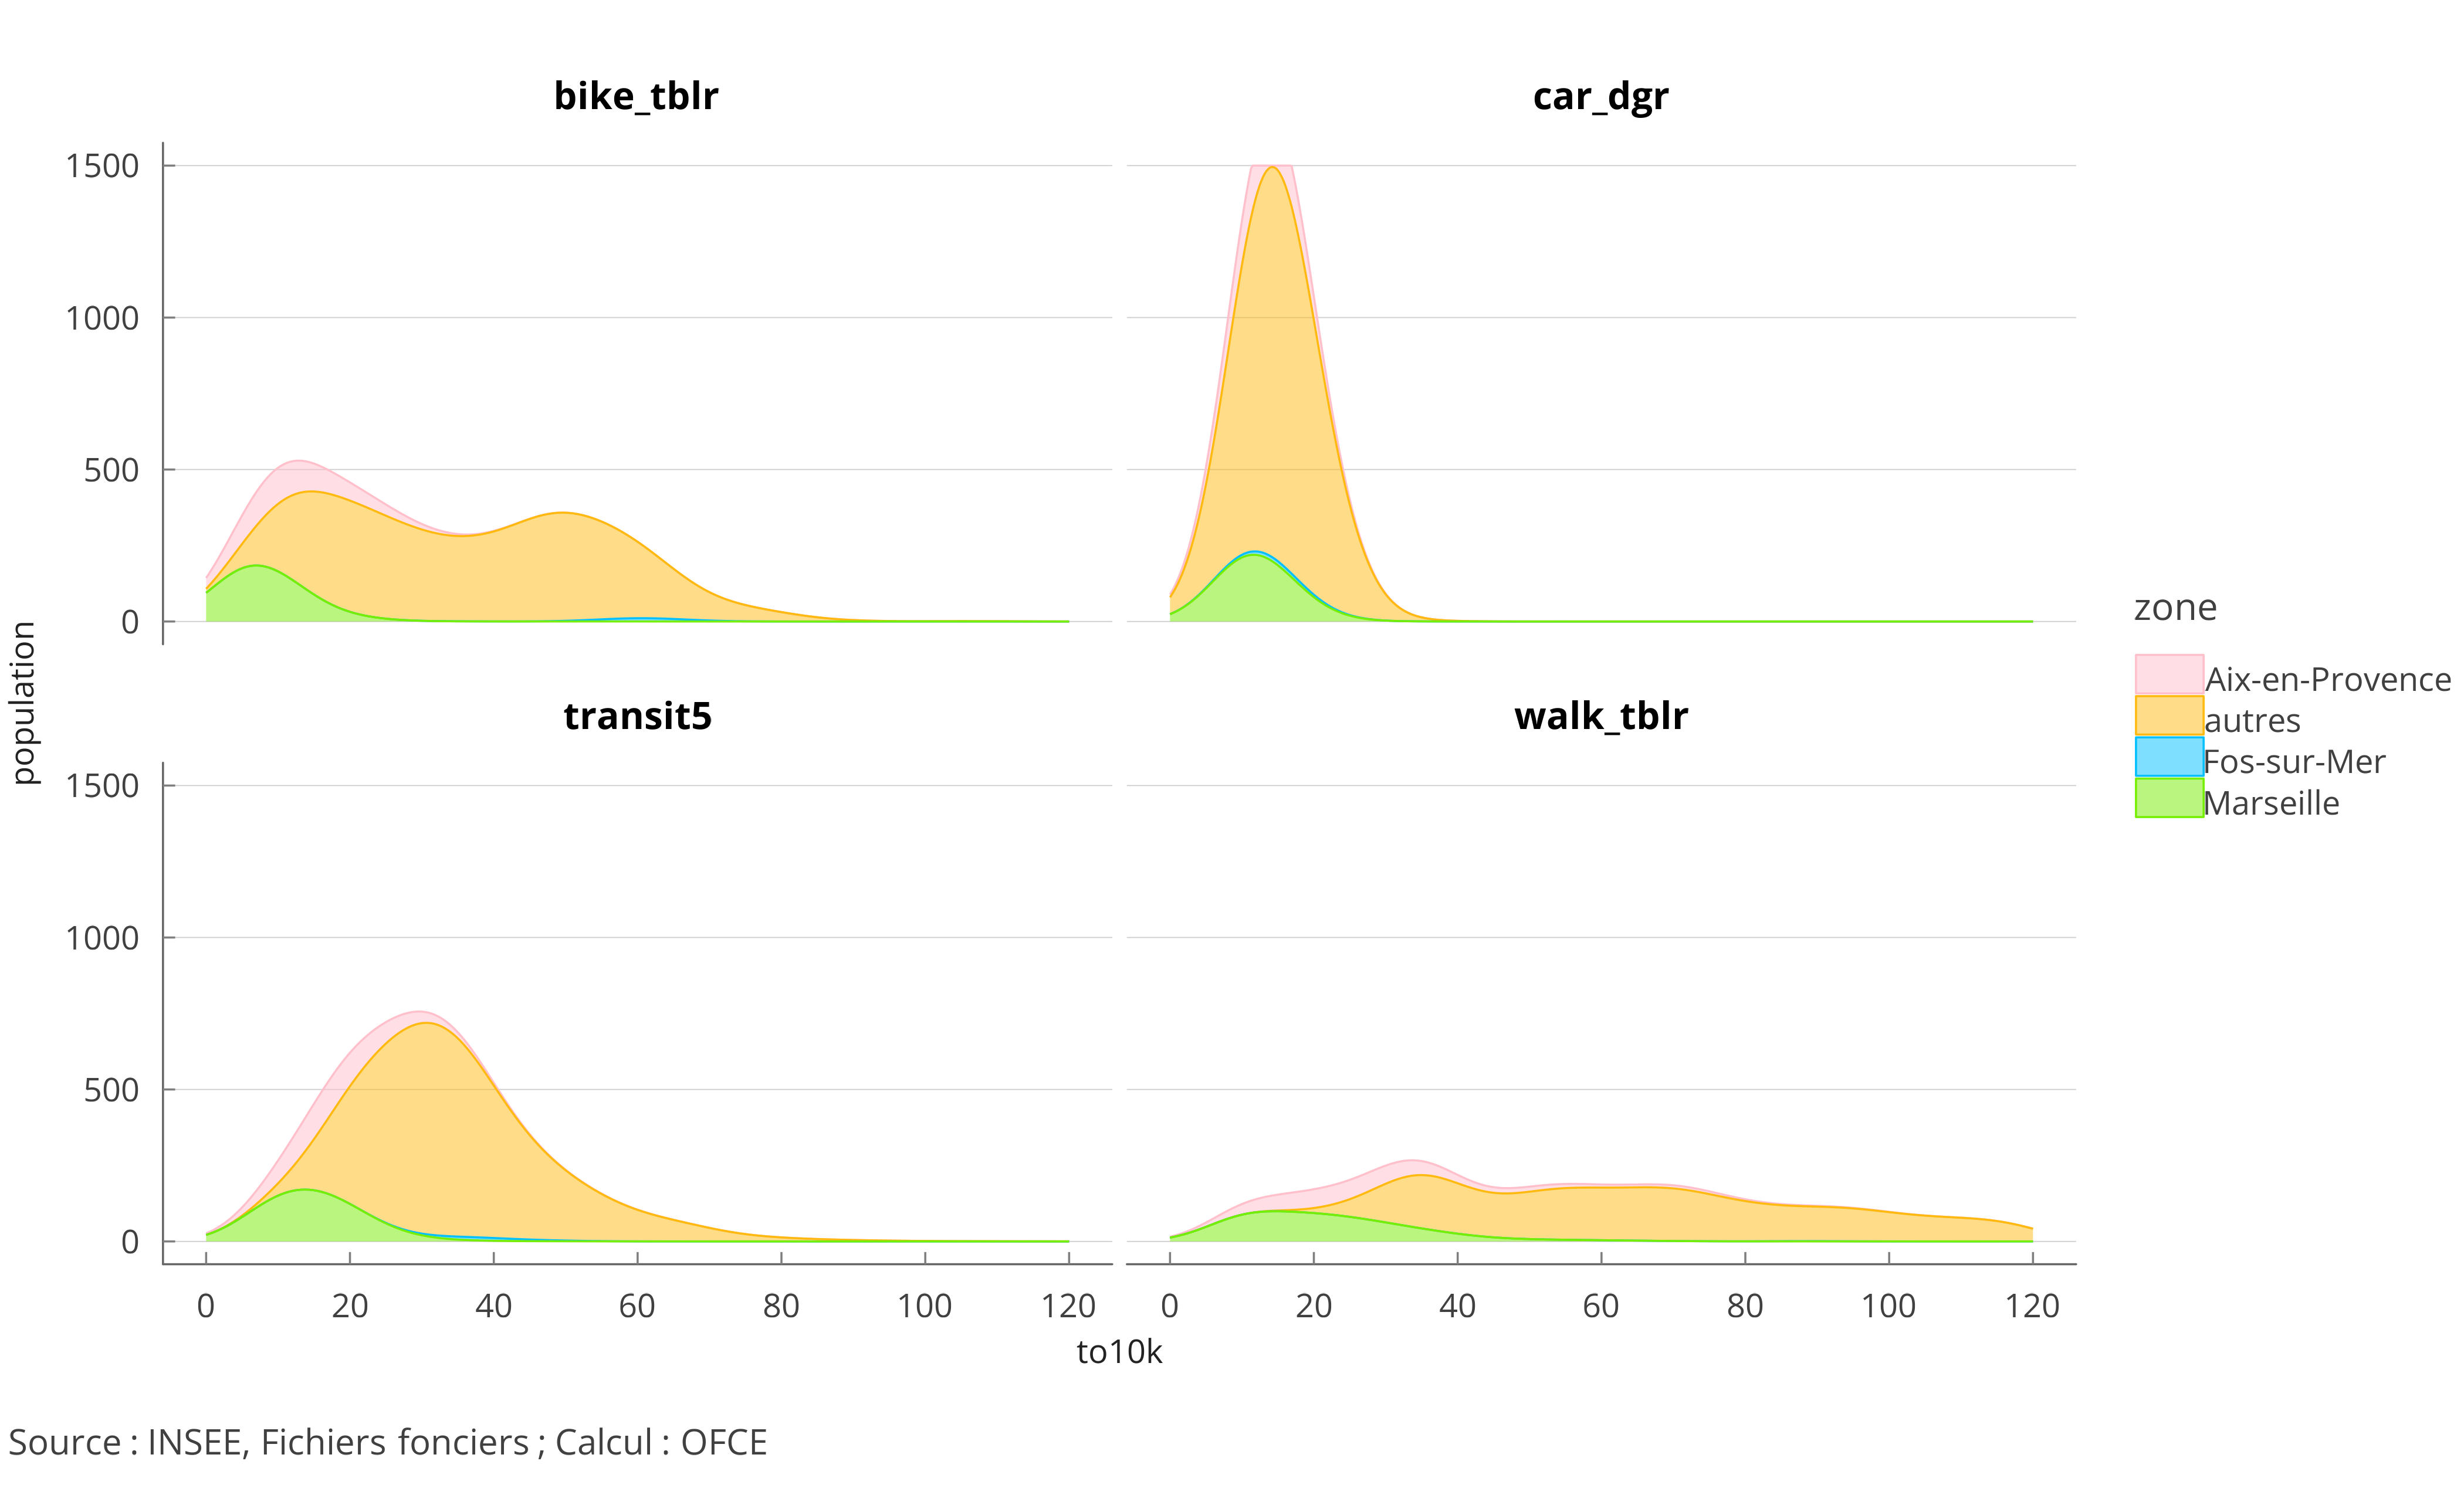 bike_tblr
car_dgr
1500
1000
500
0
transit5
walk_tblr
1500
1000
500
0
0 20 40 60 80 100 120
0 20 40 60 80 100 120
to10k
population
zone
Aix-en-Provence
autres
Fos-sur-Mer
Marseille
Source : INSEE, Fichiers fonciers ; Calcul : OFCE